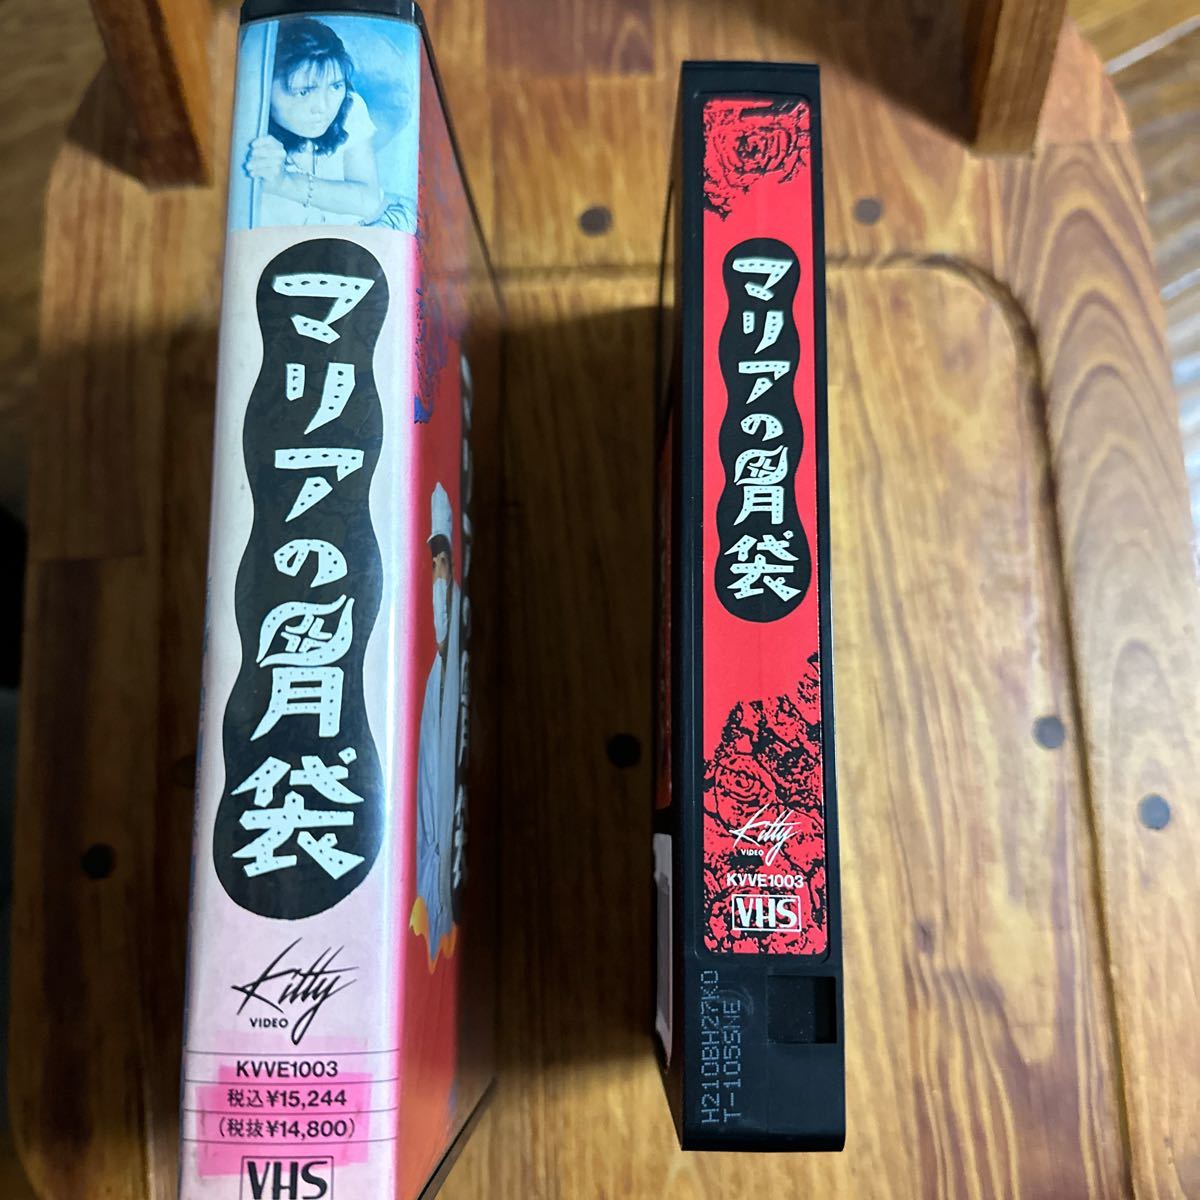 マリアの胃袋
Kitty
VIDEO
KVVE1003
税込¥15,244
(税抜¥14,800)
VHS
マリアの胃袋
Kitty
VIDEO
KVVE1003
VHS
H210BH27KO
T-105SNE